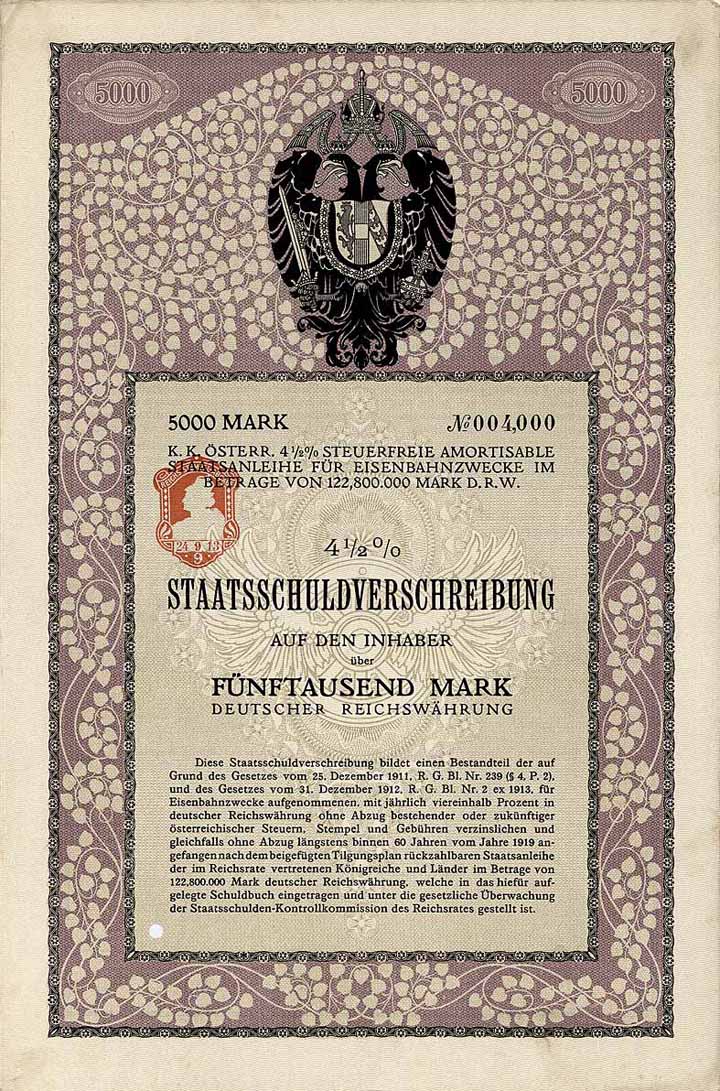 5000 5000
5000 MARK № 004,000
K. K. ÖSTERR. 4½% STEUERFREIE AMORTISABLE
STAATSANLEIHE FÜR EISENBAHNZWECKE IM
BETRAGE VON 122,800.000 MARK D. R. W.
24 9 13
9
4½%
STAATSSCHULDVERSCHREIBUNG
AUF DEN INHABER
über
FÜNFTAUSEND MARK
DEUTSCHER REICHSWÄHRUNG
Diese Staatsschuldverschreibung bildet einen Bestandteil der auf
Grund des Gesetzes vom 25. Dezember 1911, R. G. Bl. Nr. 239 (§ 4, P. 2),
und des Gesetzes vom 31. Dezember 1912, R. G. Bl. Nr. 2 ex 1913, für
Eisenbahnzwecke aufgenommenen, mit jährlich viereinhalb Prozent in
deutscher Reichswährung ohne Abzug bestehender oder zukünftiger
österreichischer Steuern, Stempel und Gebühren verzinslichen und
gleichfalls ohne Abzug längstens binnen 60 Jahren vom Jahre 1919 an-
gefangen nach dem beigefügten Tilgungsplan rückzahlbaren Staatsanleihe
der im Reichsrate vertretenen Königreiche und Länder im Betrage von
122,800.000 Mark deutscher Reichswährung, welche in das hiefür auf-
gelegte Schuldbuch eingetragen und unter die gesetzliche Überwachung
der Staatsschulden-Kontrollkommission des Reichsrates gestellt ist.